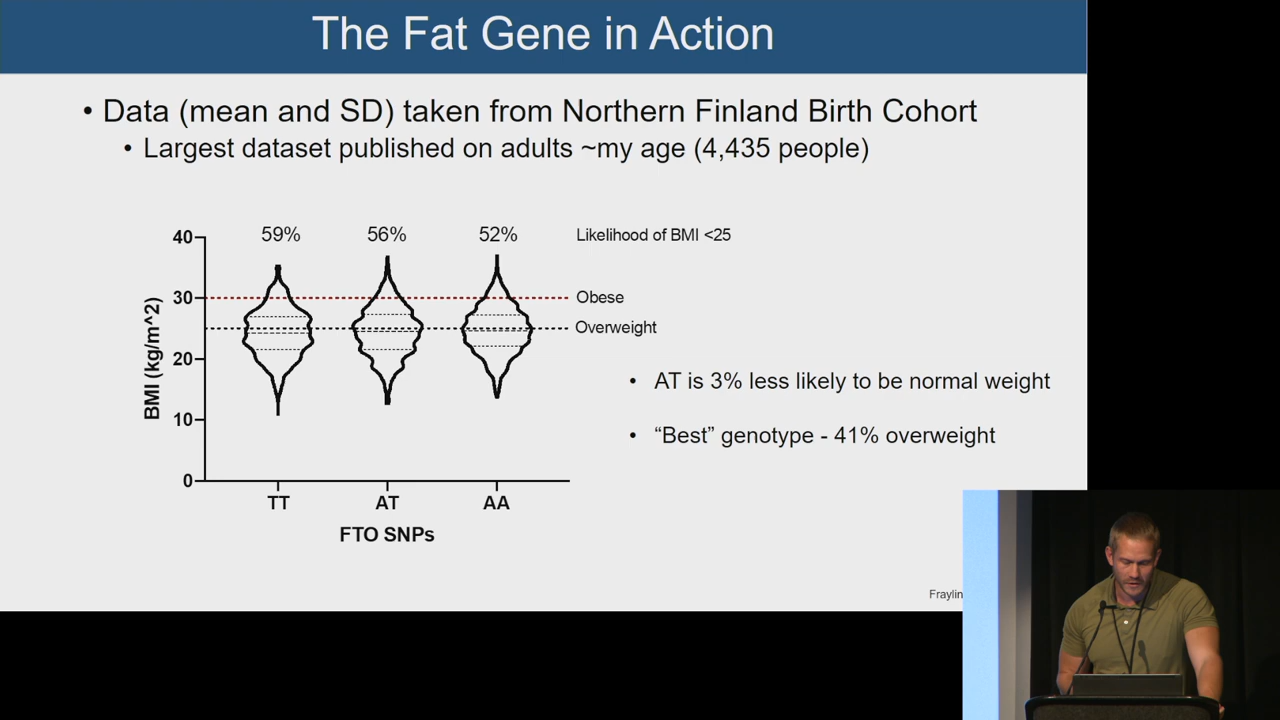 The Fat Gene in Action
• Data (mean and SD) taken from Northern Finland Birth Cohort
• Largest dataset published on adults ~my age (4,435 people)
59% 56% 52% Likelihood of BMI <25
40
30 Obese
Overweight
20
10
0
BMI (kg/m^2)
TT AT AA
FTO SNPs
• AT is 3% less likely to be normal weight
• “Best” genotype - 41% overweight